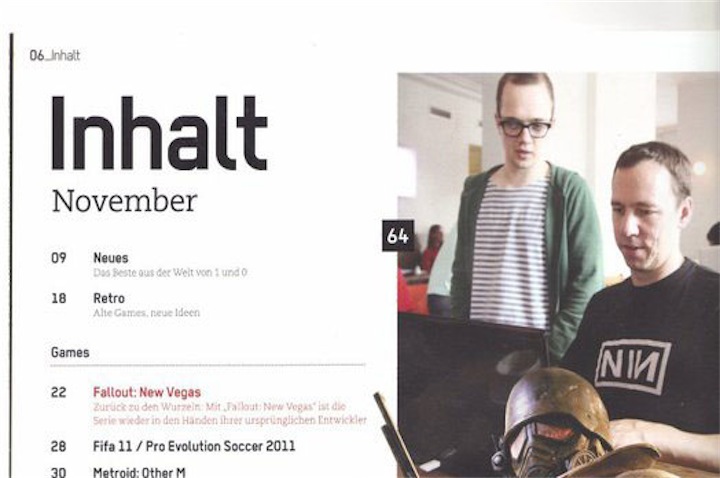 06_Inhalt
Inhalt
November
09 Neues
Das Beste aus der Welt von 1 und 0
18 Retro
Alte Games, neue Ideen
Games
22 Fallout: New Vegas
Zurück zu den Wurzeln: Mit „Fallout: New Vegas“ ist die
Serie wieder in den Händen ihrer ursprünglichen Entwickler
28 Fifa 11 / Pro Evolution Soccer 2011
30 Metroid: Other M
64
NIИ